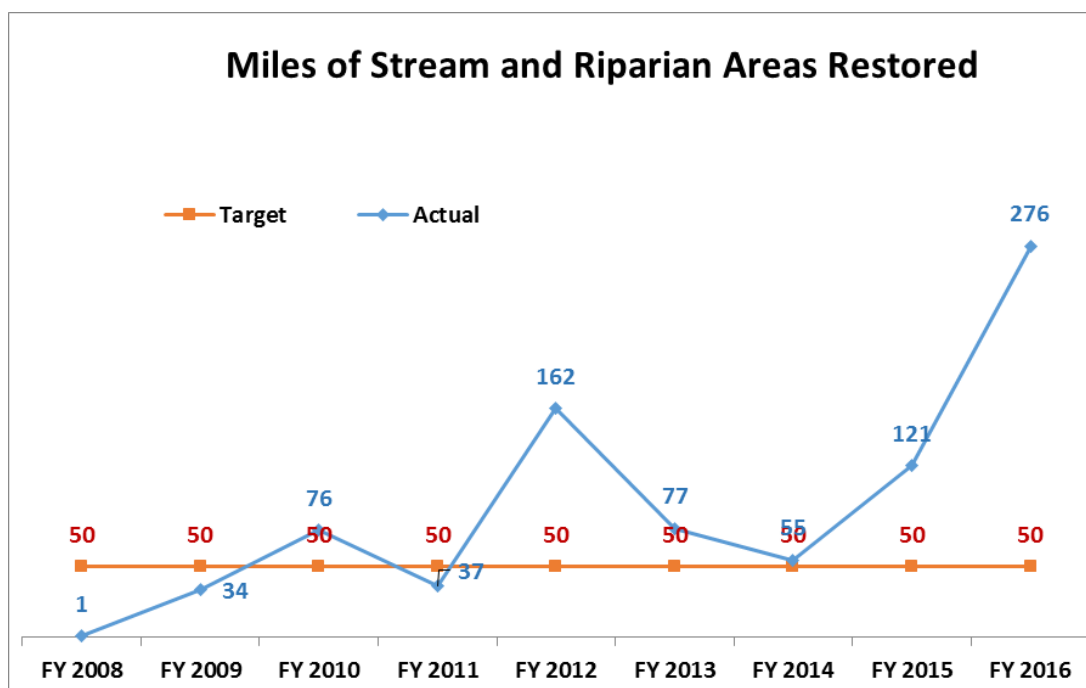 Miles of Stream and Riparian Areas Restored
Target Actual
276
162
121
76 77
50 50 50 50 50 55 50 50 50
50
37
34
1
FY 2008 FY 2009 FY 2010 FY 2011 FY 2012 FY 2013 FY 2014 FY 2015 FY 2016